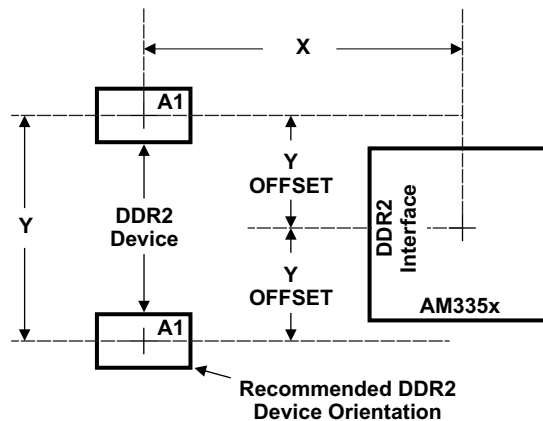 X
A1
Y
OFFSET
Y
DDR2
Device
DDR2
Interface
Y
OFFSET
A1
AM335x
Recommended DDR2
Device Orientation